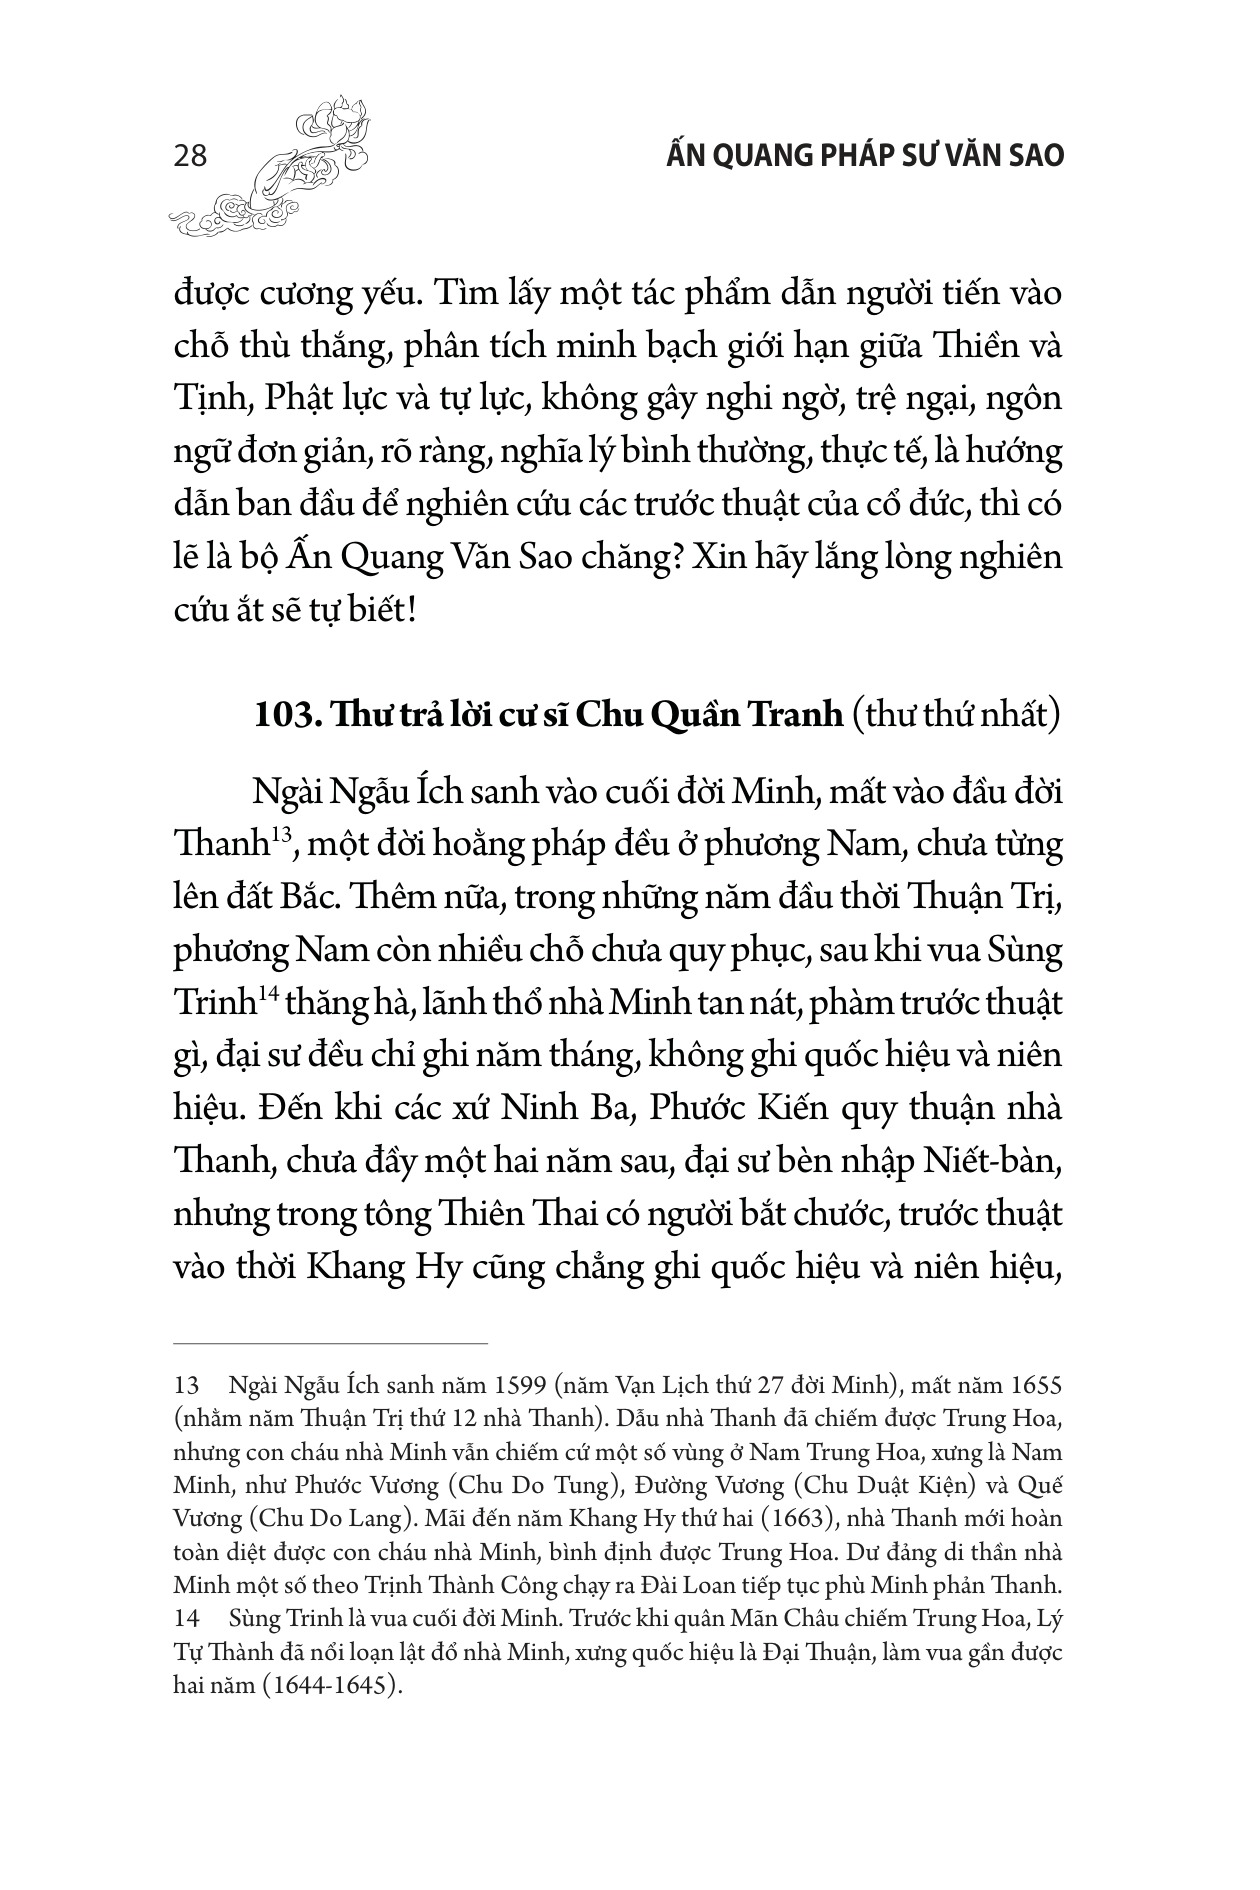 28
ẤN QUANG PHÁP SƯ VĂN SAO
được cương yếu. Tìm lấy một tác phẩm dẫn người tiến vào
chỗ thù thắng, phân tích minh bạch giới hạn giữa Thiền và
Tịnh, Phật lực và tự lực, không gây nghi ngờ, trệ ngại, ngôn
ngữ đơn giản, rõ ràng, nghĩa lý bình thường, thực tế, là hướng
dẫn ban đầu để nghiên cứu các trước thuật của cổ đức, thì có
lẽ là bộ Ấn Quang Văn Sao chăng? Xin hãy lắng lòng nghiên
cứu ắt sẽ tự biết!
103. Thư trả lời cư sĩ Chu Quần Tranh (thư thứ nhất)
Ngài Ngẫu Ích sanh vào cuối đời Minh, mất vào đầu đời
Thanh13, một đời hoằng pháp đều ở phương Nam, chưa từng
lên đất Bắc. Thêm nữa, trong những năm đầu thời Thuận Trị,
phương Nam còn nhiều chỗ chưa quy phục, sau khi vua Sùng
Trinh14 thăng hà, lãnh thổ nhà Minh tan nát, phàm trước thuật
gì, đại sư đều chỉ ghi năm tháng, không ghi quốc hiệu và niên
hiệu. Đến khi các xứ Ninh Ba, Phước Kiến quy thuận nhà
Thanh, chưa đầy một hai năm sau, đại sư bèn nhập Niết-bàn,
nhưng trong tông Thiên Thai có người bắt chước, trước thuật
vào thời Khang Hy cũng chẳng ghi quốc hiệu và niên hiệu,
13 Ngài Ngẫu Ích sanh năm 1599 (năm Vạn Lịch thứ 27 đời Minh), mất năm 1655
(nhằm năm Thuận Trị thứ 12 nhà Thanh). Dẫu nhà Thanh đã chiếm được Trung Hoa,
nhưng con cháu nhà Minh vẫn chiếm cứ một số vùng ở Nam Trung Hoa, xưng là Nam
Minh, như Phước Vương (Chu Do Tung), Đường Vương (Chu Duật Kiện) và Quế
Vương (Chu Do Lang). Mãi đến năm Khang Hy thứ hai (1663), nhà Thanh mới hoàn
toàn diệt được con cháu nhà Minh, bình định được Trung Hoa. Dư đảng di thần nhà
Minh một số theo Trịnh Thành Công chạy ra Đài Loan tiếp tục phù Minh phản Thanh.
14 Sùng Trinh là vua cuối đời Minh. Trước khi quân Mãn Châu chiếm Trung Hoa, Lý
Tự Thành đã nổi loạn lật đổ nhà Minh, xưng quốc hiệu là Đại Thuận, làm vua gần được
hai năm (1644-1645).